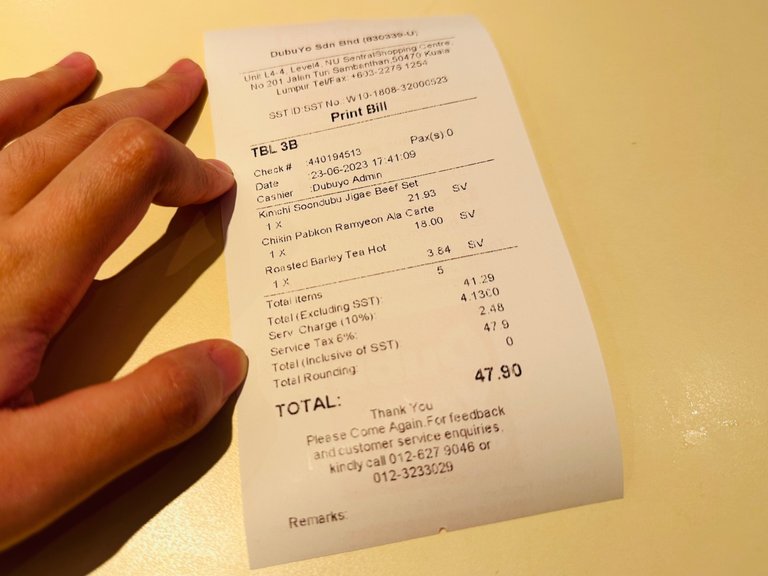 DubuYo Sdn Bhd (830339-U)
Unit L4-4, Level4, NU SentralShopping Centre,
No 201 Jalan Tun Sambanthan,50470 Kuala
Lumpur Tel/Fax :+603-2276 1254
SST ID:SST No.: W10-1808-32000523
Print Bill
TBL 3B
Check # :440194513 Pax(s) 0
Date :23-06-2023 17:41:09
Cashier :Dubuyo Admin
Kimchi Soondubu Jigae Beef Set
1 X 21.93 SV
Chikin Pabkon Ramyeon Ala Carte
1 X 18.00 SV
Roasted Barley Tea Hot
1 X 3.84 SV
Total Items 5
Total (Excluding SST): 41.29
Serv Charge (10%): 4.1300
Service Tax 6%: 2.48
Total (Inclusive of SST): 47.9
Total Rounding: 0
TOTAL: 47.90
Thank You
Please Come Again.For feedback
and customer service enquiries,
kindly call 012-627 9046 or
012-3233029
Remarks: